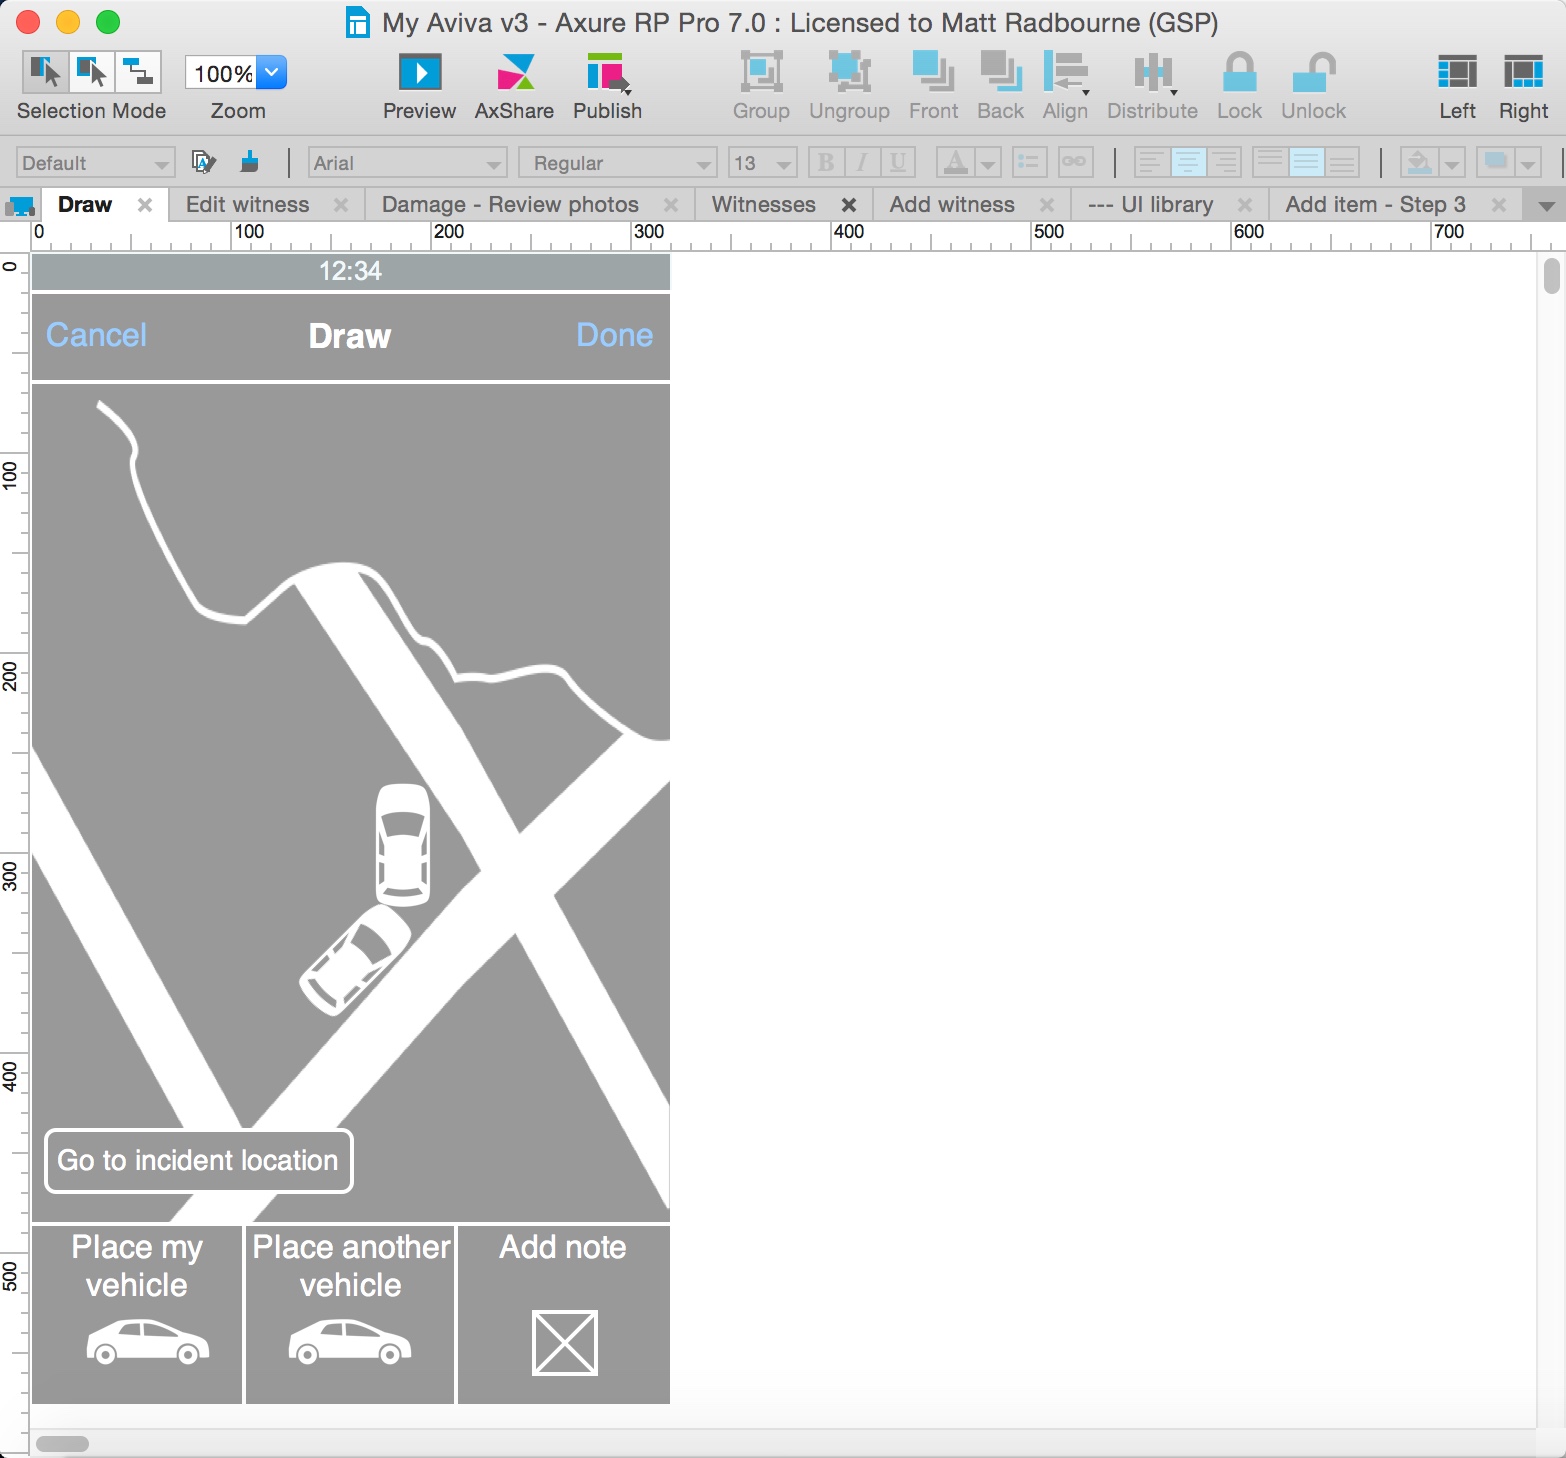 My Aviva v3 - Axure RP Pro 7.0 : Licensed to Matt Radbourne (GSP)
100%
Selection Mode Zoom Preview AxShare Publish Group Ungroup Front Back Align Distribute Lock Unlock Left Right
Default Arial Regular 13 B I U A
Draw Edit witness Damage - Review photos Witnesses Add witness --- UI library Add item - Step 3
0 100 200 300 400 500 600 700
0
100
200
300
400
500
12:34
Cancel Draw Done
Go to incident location
Place my
vehicle
Place another
vehicle
Add note